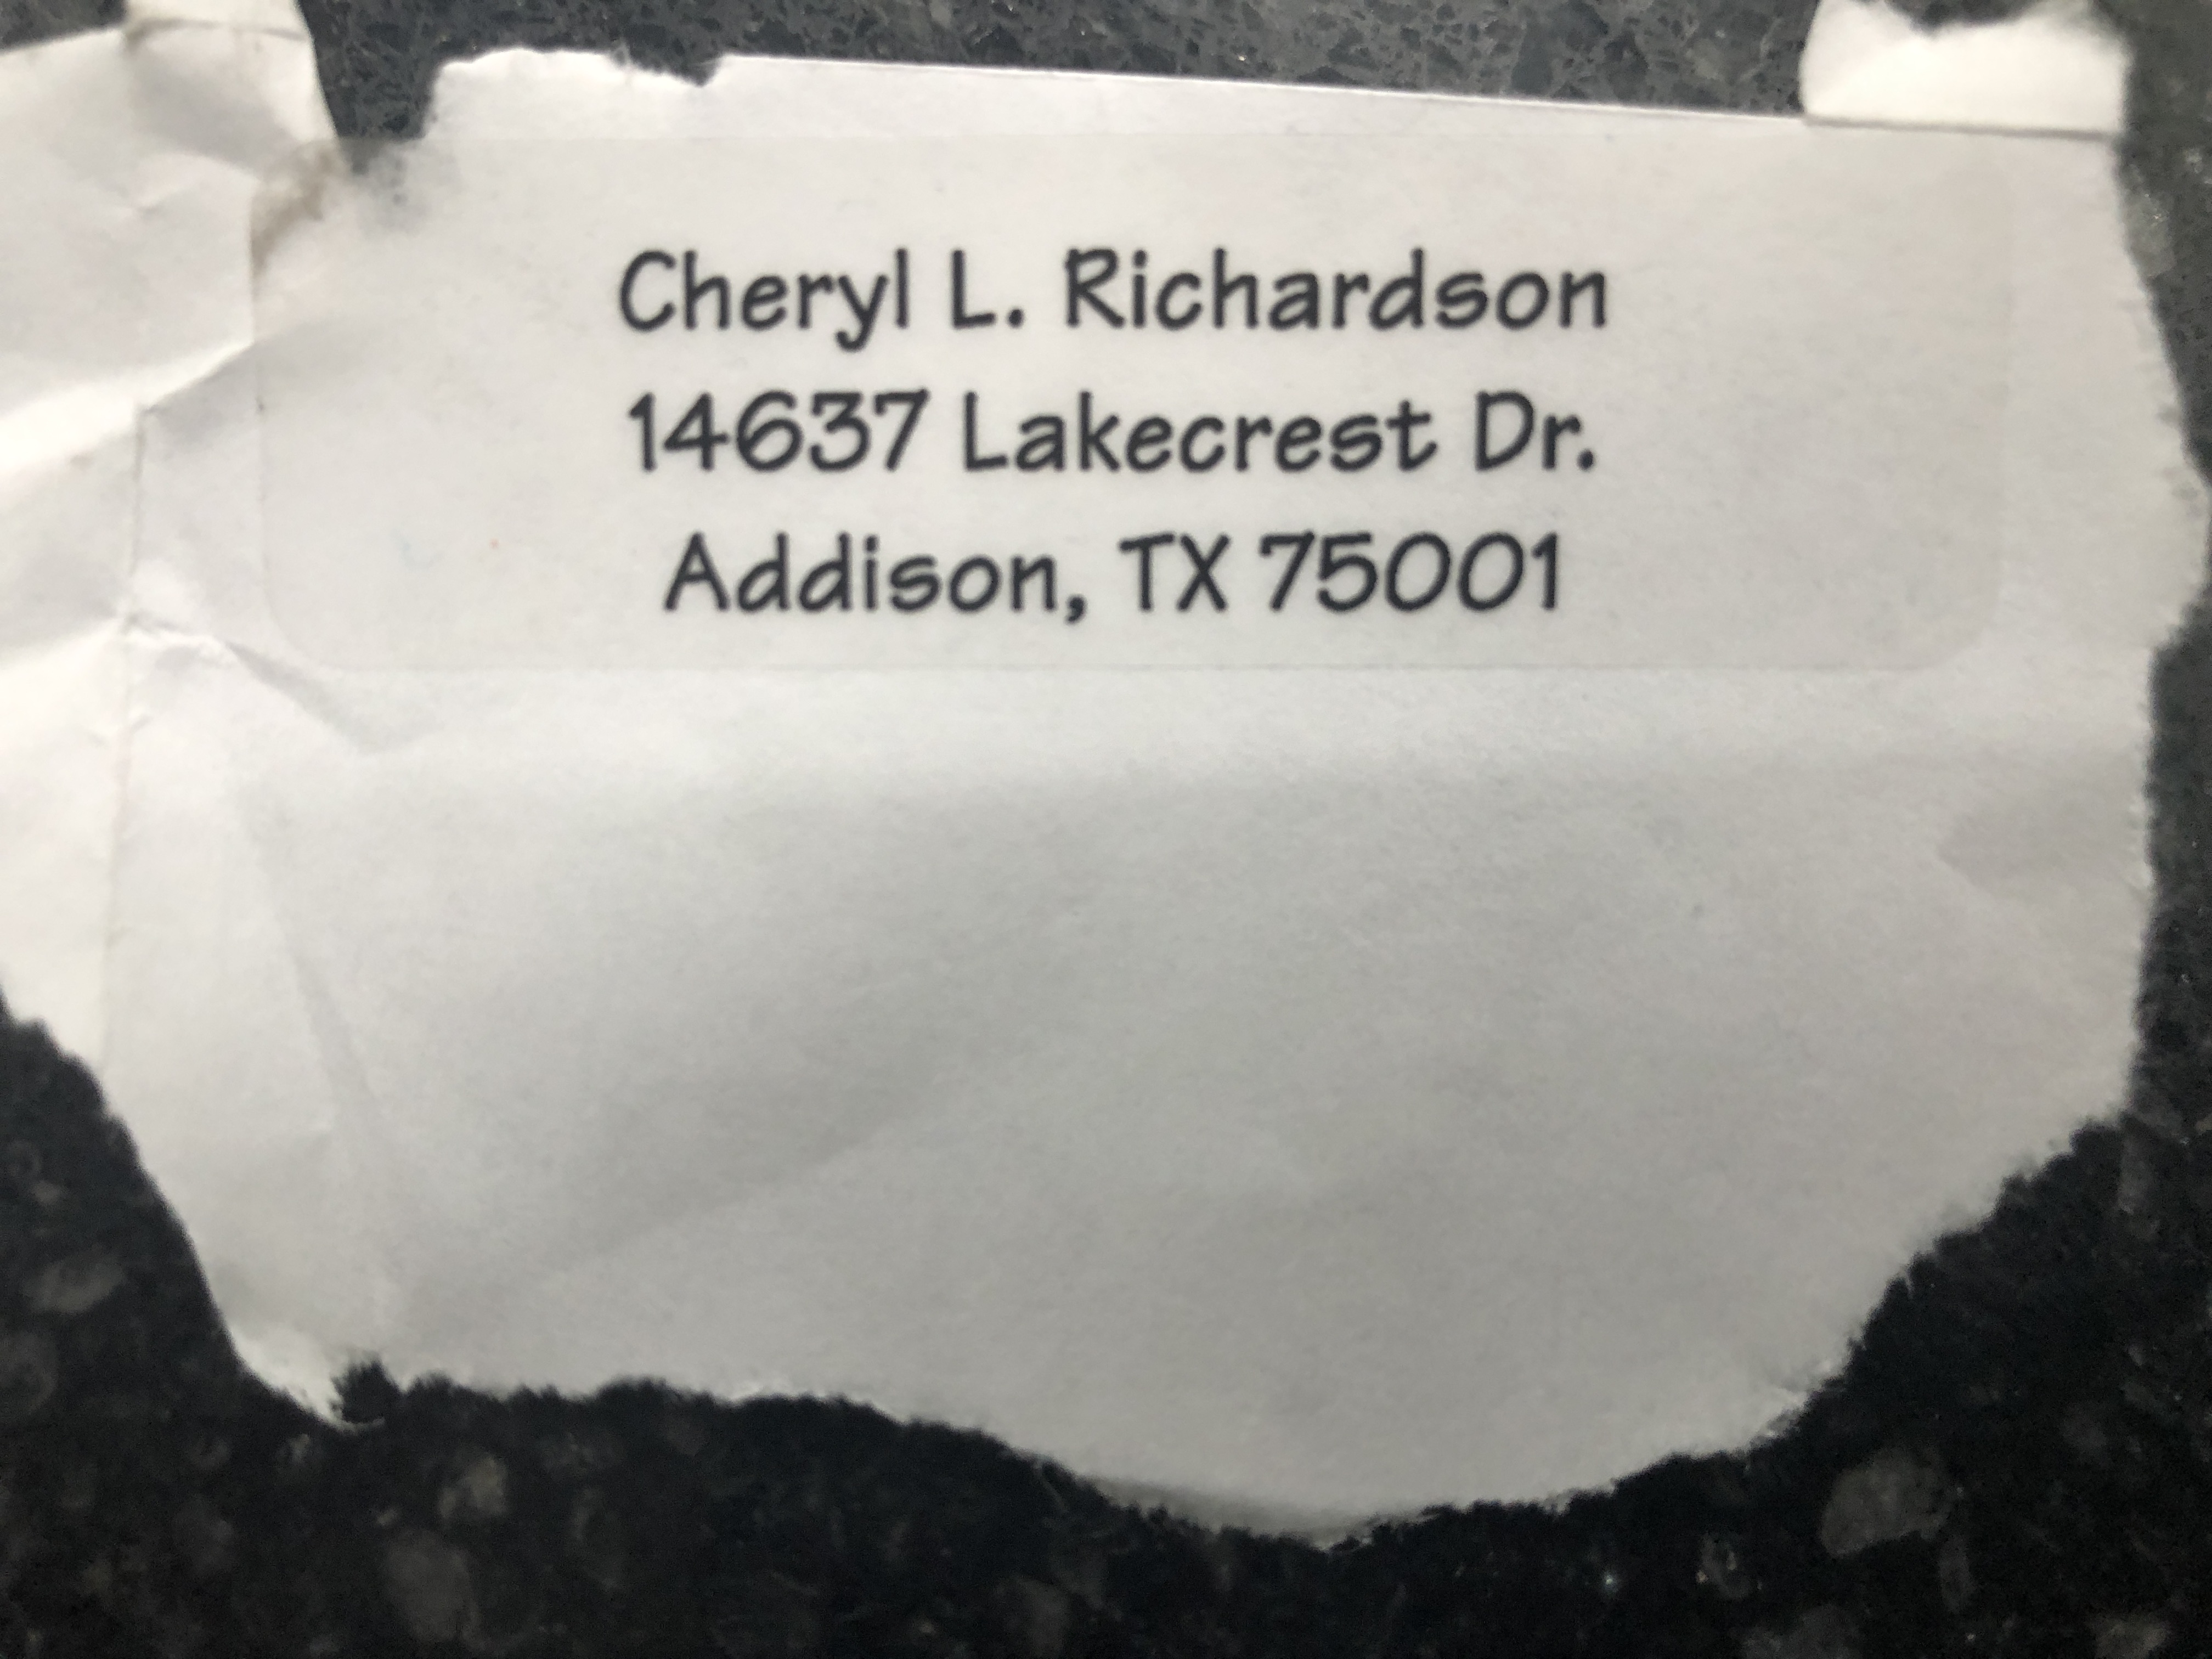 Cheryl L. Richardson
14637 Lakecrest Dr.
Addison, TX 75001